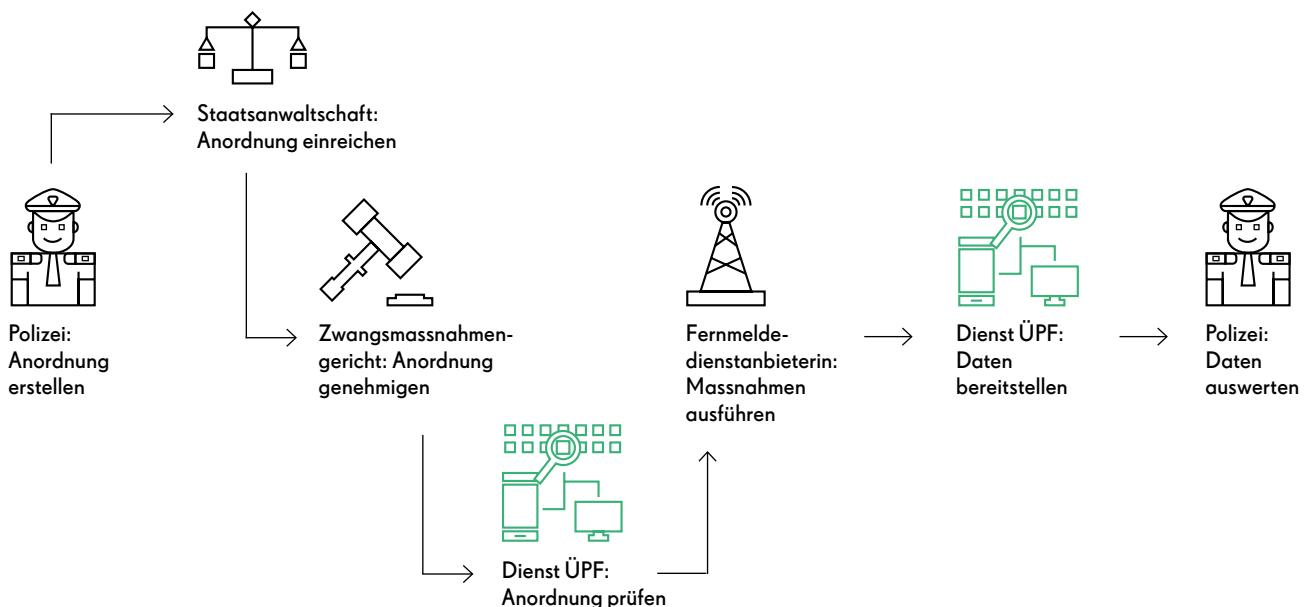 Staatsanwaltschaft:
Anordnung einreichen
Polizei:
Anordnung
erstellen
Zwangsmassnahmen-
gericht: Anordnung
genehmigen
Dienst ÜPF:
Anordnung prüfen
Fernmelde-
dienstanbieterin:
Massnahmen
ausführen
Dienst ÜPF:
Daten
bereitstellen
Polizei:
Daten
auswerten